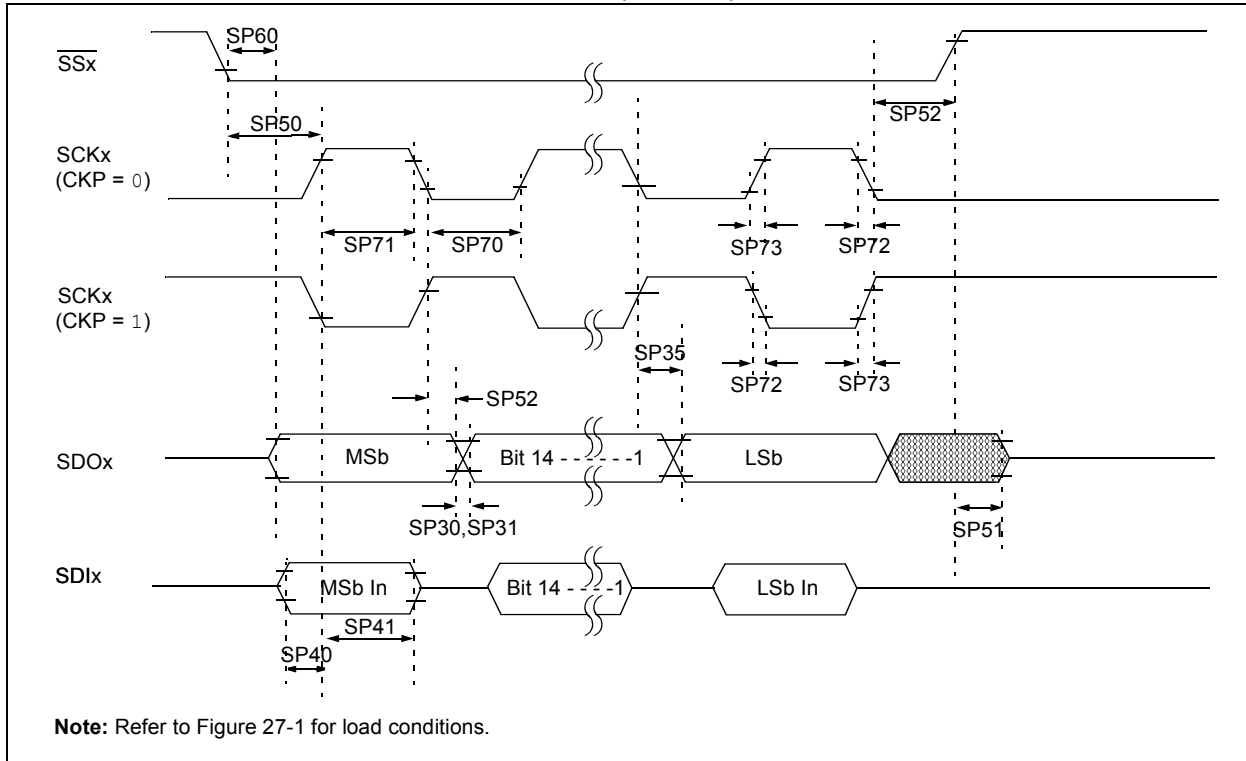 SP60
SSx
SP52
SP50
SCKx
(CKP = 0)
SP71
SP70
SP73
SP72
SCKx
(CKP = 1)
SP35
SP72
SP73
SP52
SDOx
MSb
Bit 14 - - - - - -1
LSb
SP30,SP31
SP51
SDIx
MSb In
Bit 14 - - - -1
LSb In
SP41
SP40
Note: Refer to Figure 27-1 for load conditions.